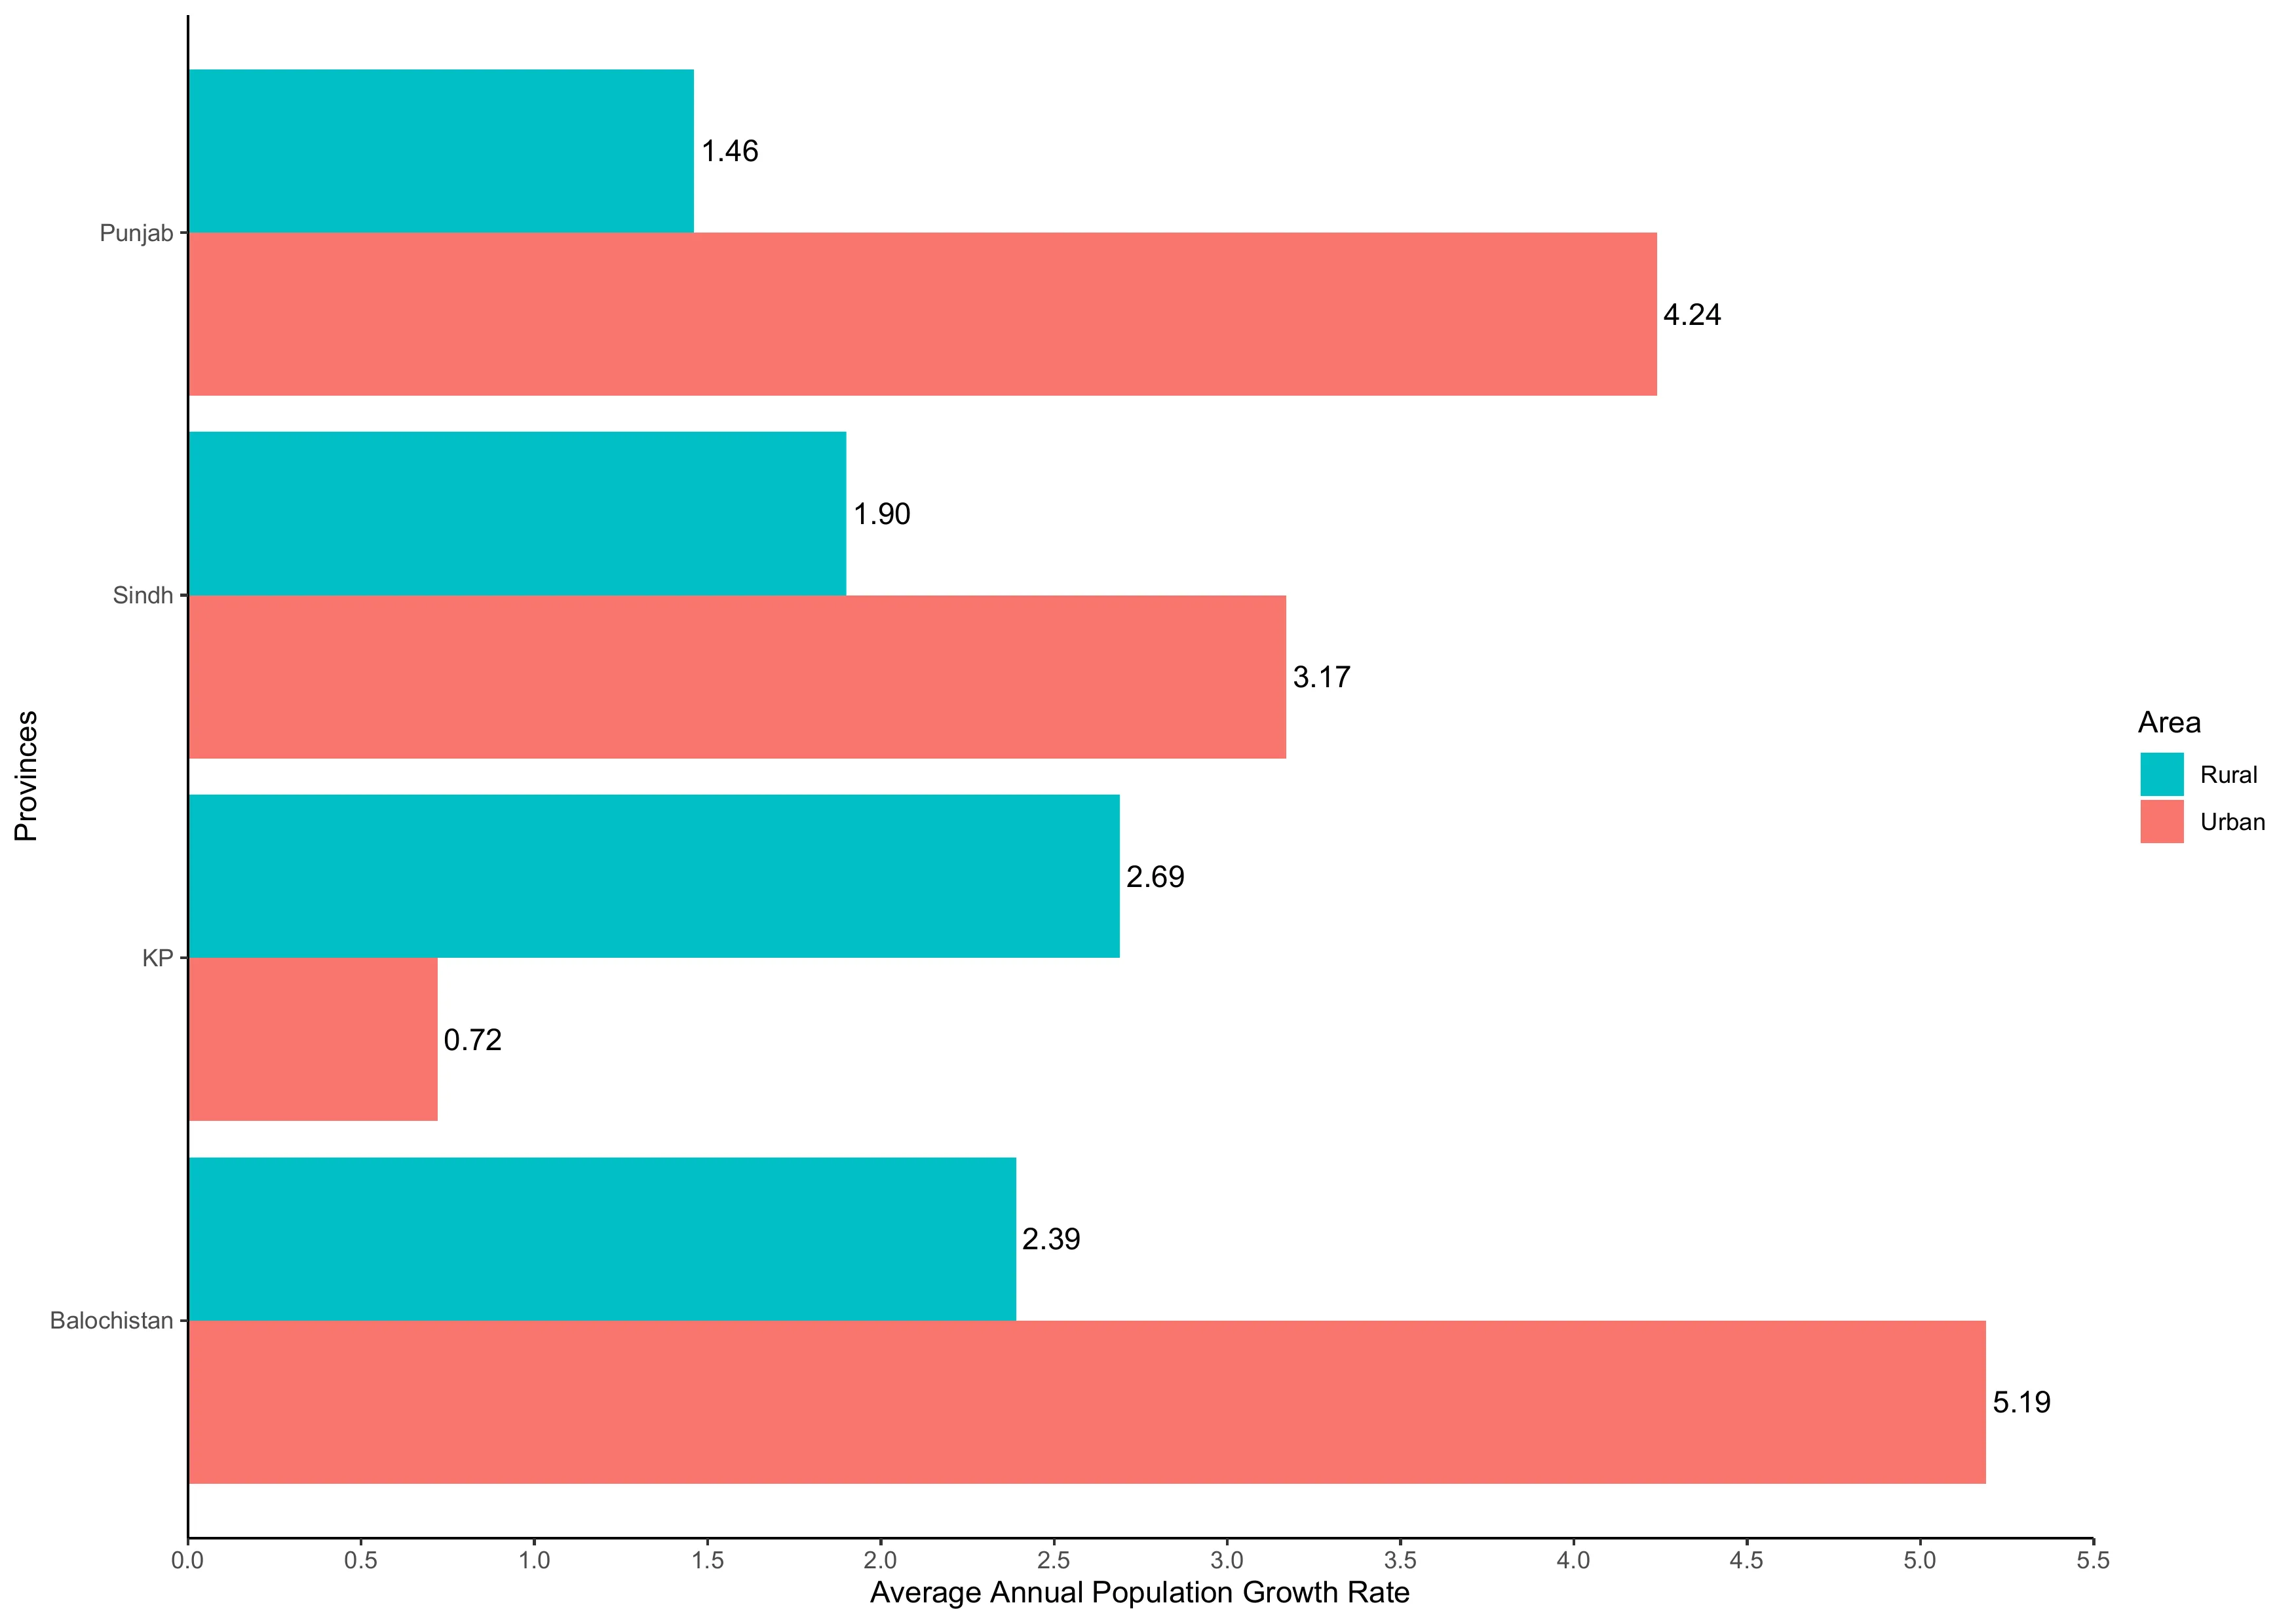 1.46
Punjab
4.24
1.90
Sindh
3.17
Provinces
Area
Rural
Urban
2.69
KP
0.72
2.39
Balochistan
5.19
0.0 0.5 1.0 1.5 2.0 2.5 3.0 3.5 4.0 4.5 5.0 5.5
Average Annual Population Growth Rate